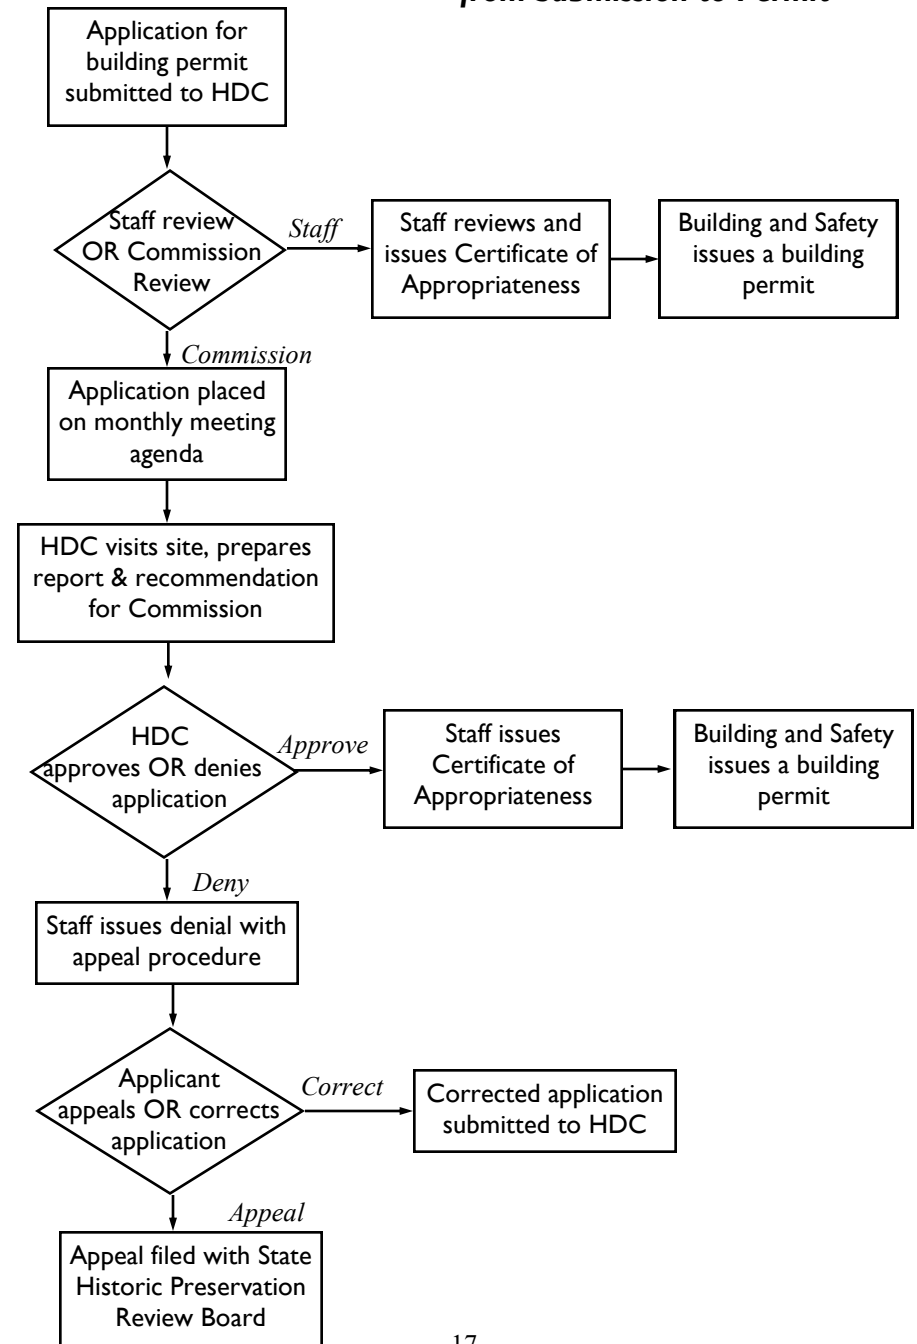 from Submission to Permit
Application for
building permit
submitted to HDC
Staff review
OR Commission
Review
Staff
Staff reviews and
issues Certificate of
Appropriateness
Building and Safety
issues a building
permit
Commission
Application placed
on monthly meeting
agenda
HDC visits site, prepares
report & recommendation
for Commission
HDC
approves OR denies
application
Approve
Staff issues
Certificate of
Appropriateness
Building and Safety
issues a building
permit
Deny
Staff issues denial with
appeal procedure
Applicant
appeals OR corrects
application
Correct
Corrected application
submitted to HDC
Appeal
Appeal filed with State
Historic Preservation
Review Board
17